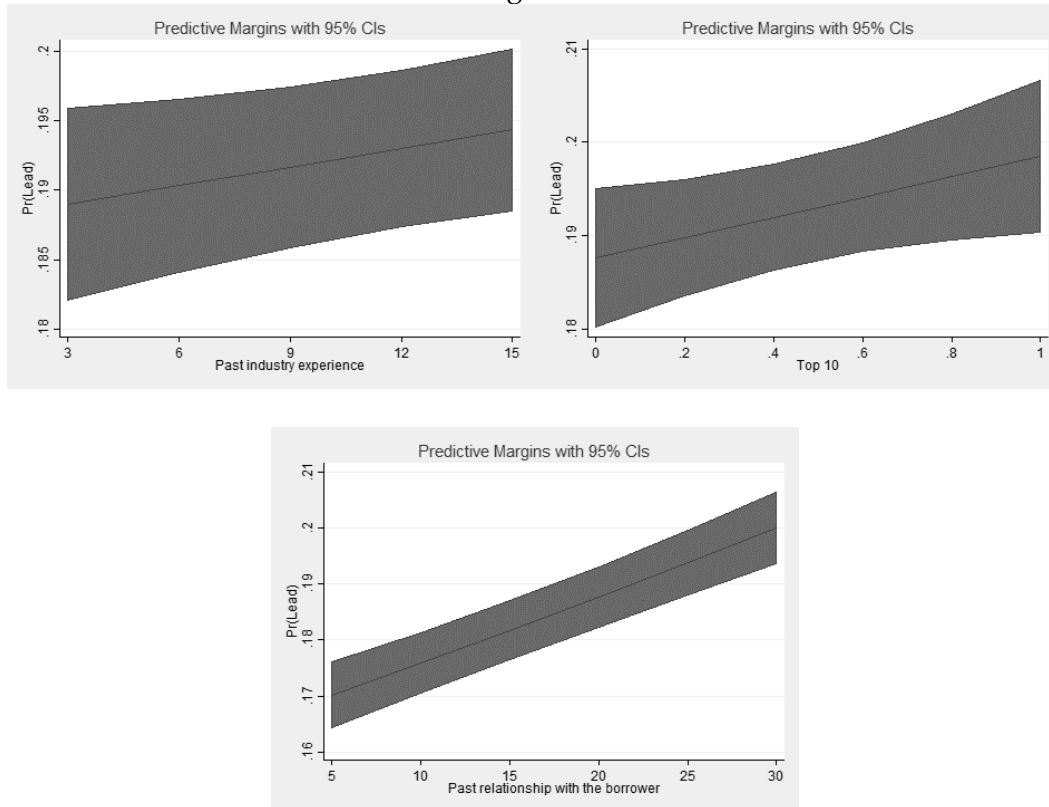 Predictive Margins with 95% CIs
Pr(Lead)
.2
.195
.19
.185
.18
3 6 9 12 15
Past industry experience
Predictive Margins with 95% CIs
Pr(Lead)
.21
.2
.19
.18
0 .2 .4 .6 .8 1
Top 10
Predictive Margins with 95% CIs
Pr(Lead)
.21
.2
.19
.18
.17
.16
5 10 15 20 25 30
Past relationship with the borrower